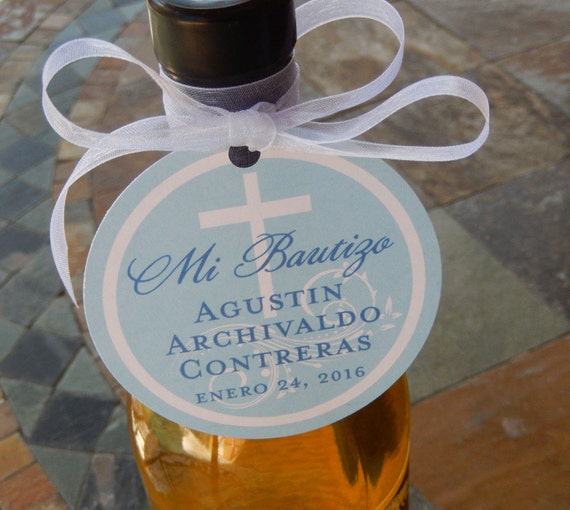 Mi Bautizo
AGUSTIN
ARCHIVALDO
CONTRERAS
ENERO 24, 2016